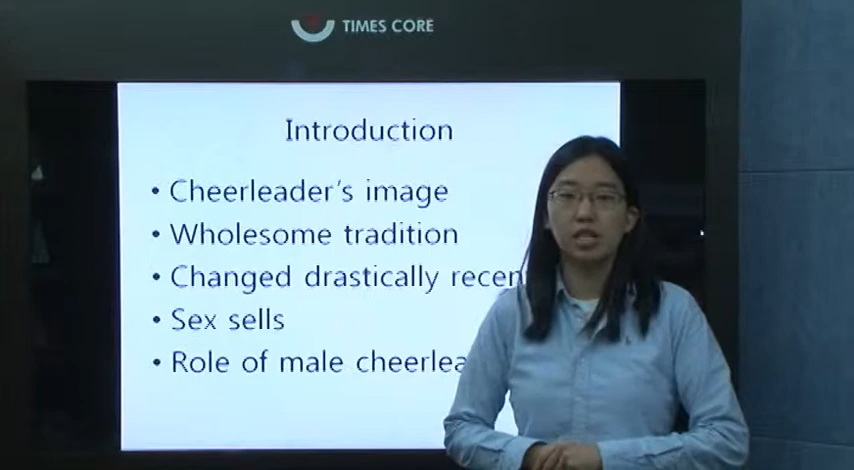 TIMES CORE
Introduction
• Cheerleader's image
• Wholesome tradition
• Changed drastically recen
• Sex sells
• Role of male cheerlea